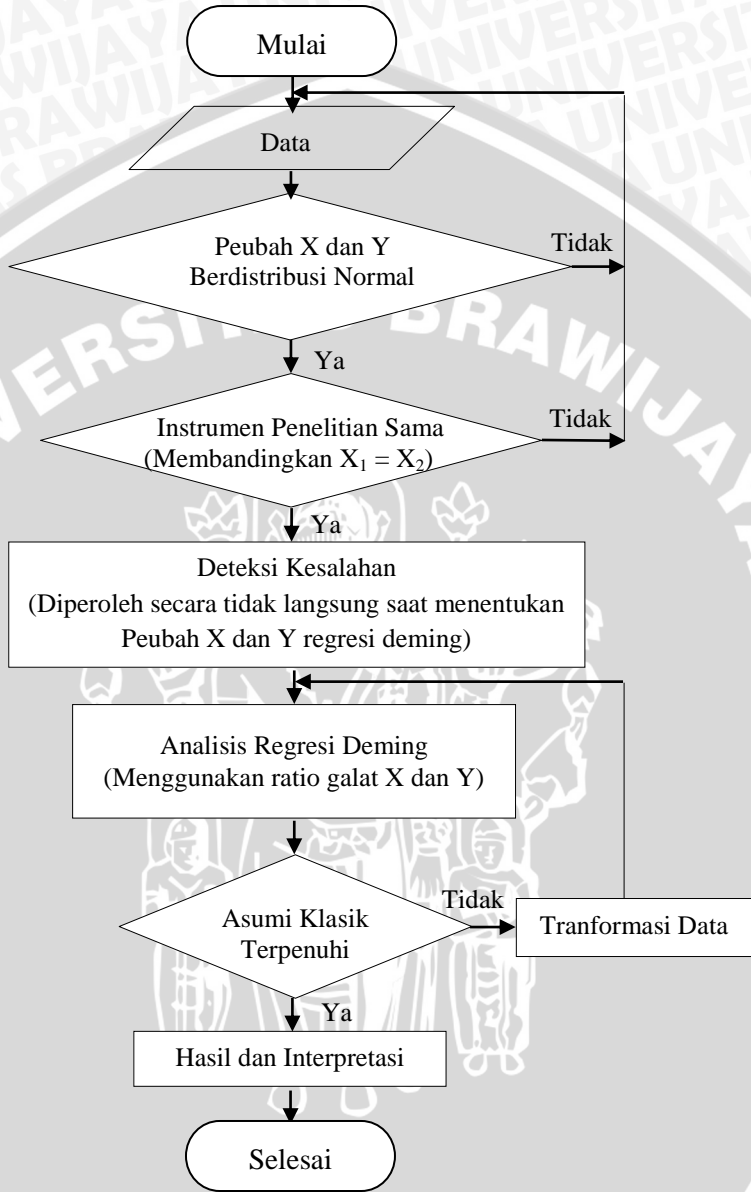 Mulai
Data
Peubah X dan Y
Berdistribusi Normal
Tidak
Ya
Instrumen Penelitian Sama
(Membandingkan X₁ = X₂)
Tidak
Ya
Deteksi Kesalahan
(Diperoleh secara tidak langsung saat menentukan
Peubah X dan Y regresi deming)
Analisis Regresi Deming
(Menggunakan ratio galat X dan Y)
Asumi Klasik
Terpenuhi
Tidak
Tranformasi Data
Ya
Hasil dan Interpretasi
Selesai
BRAWIJAYA